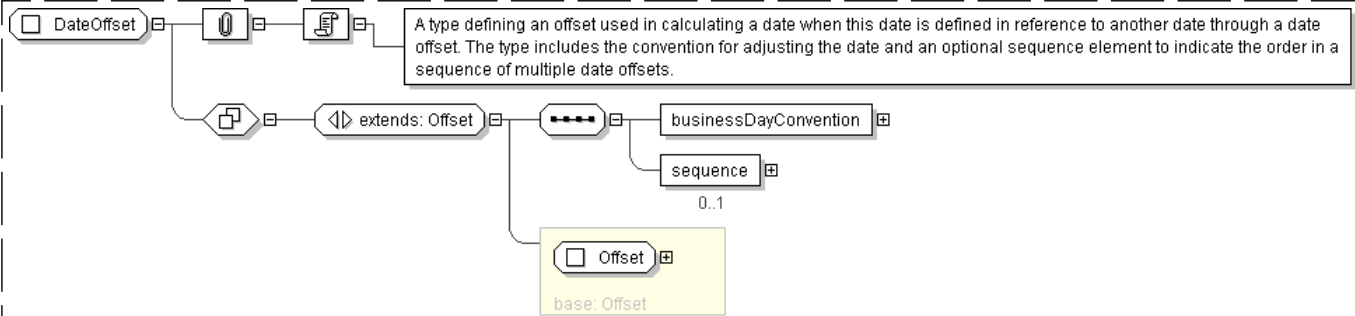 DateOffset
A type defining an offset used in calculating a date when this date is defined in reference to another date through a date
offset. The type includes the convention for adjusting the date and an optional sequence element to indicate the order in a
sequence of multiple date offsets.
extends: Offset
businessDayConvention
sequence
0..1
Offset
base: Offset